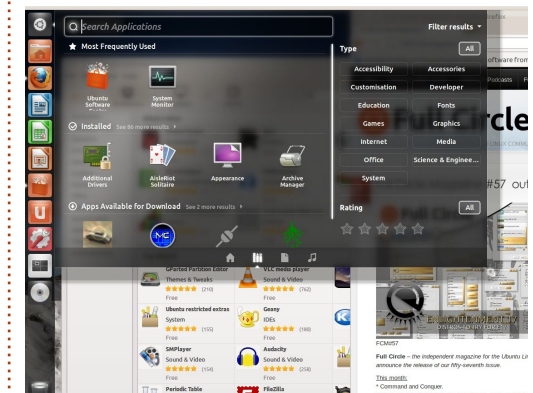 Search Applications
Filter results
Most Frequently Used
Type
All
Ubuntu
Software
System
Monitor
Accessibility
Accessories
Customisation
Developer
Education
Fonts
Games
Graphics
Internet
Media
Office
Science & Enginee...
System
Installed See 86 more results
Additional
Drivers
AisleRiot
Solitaire
Appearance
Archive
Manager
Apps Available for Download See 2 more results
Rating
All
oftware from
Podcasts
#57 out
GParted Partition Editor
Themes & Tweaks
(210)
Free
VLC media player
Sound & Video
(762)
Free
Ubuntu restricted extras
System
(155)
Free
Geany
IDEs
(188)
Free
SMPlayer
Sound & Video
(154)
Free
Audacity
Sound & Video
(258)
Free
Periodic Table
FileZilla
FCM#57
Full Circle – the independent magazine for the Ubuntu Li
announce the release of our fifty-seventh issue.
This month:
* Command and Conquer.